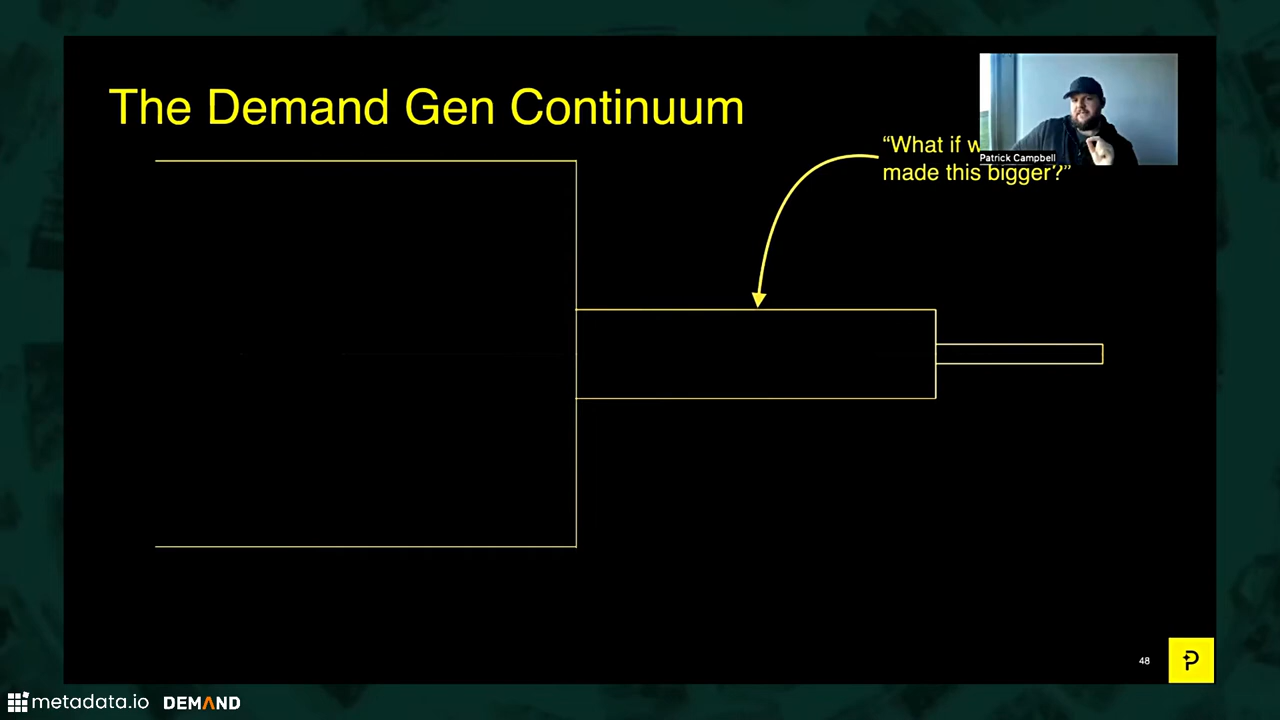 The Demand Gen Continuum
“What if
made this bigger?”
Patrick Campbell
48
metadata.io DEMAND